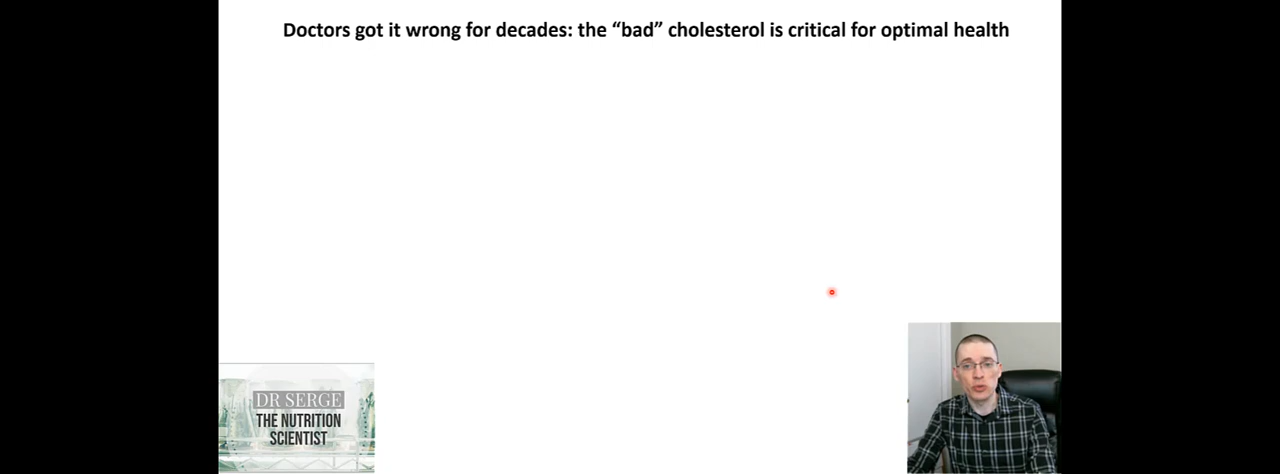 Doctors got it wrong for decades: the “bad” cholesterol is critical for optimal health
DR SERGE
THE NUTRITION
SCIENTIST